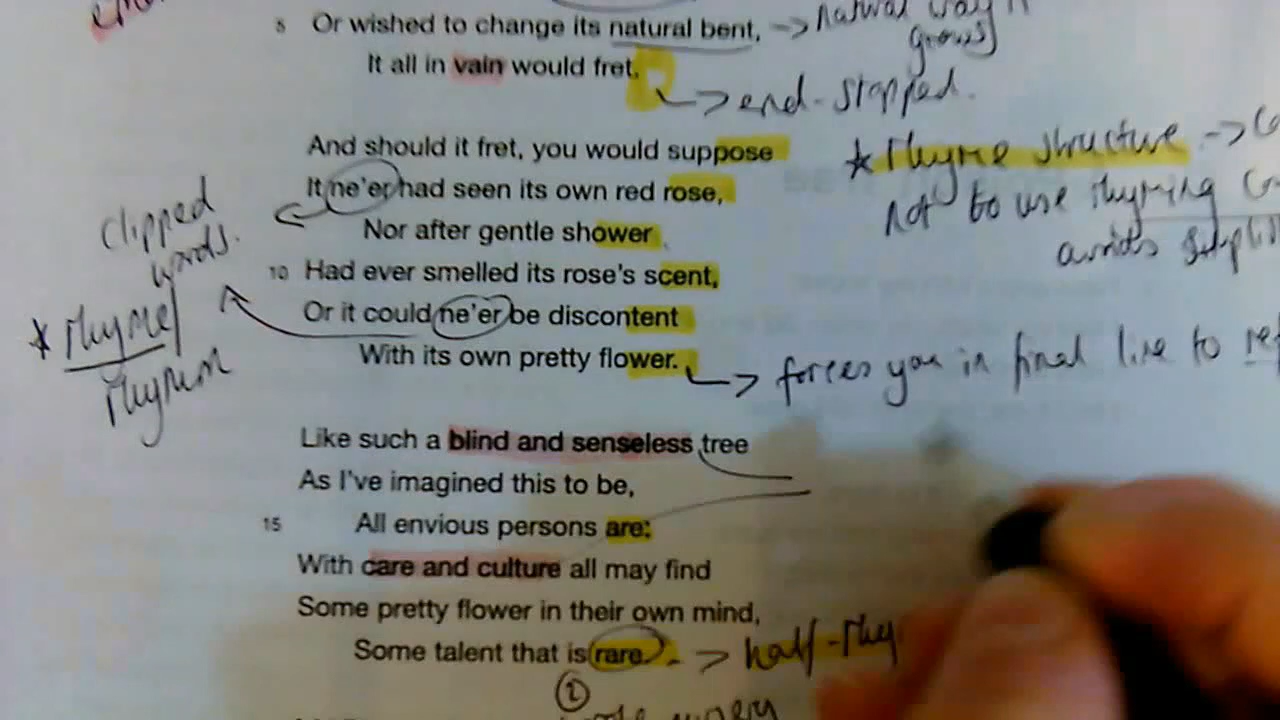 5 Or wished to change its natural bent, -> natural way it
grows
It all in vain would fret.
-> end-stopped.
And should it fret, you would suppose
* Rhyme structure ->
It ne'er had seen its own red rose,
not to use rhyming
Nor after gentle shower
avoids
clipped
words.
10 Had ever smelled its rose's scent,
Or it could ne'er be discontent
* rhyme/
rhythm
With its own pretty flower.
-> forces you in final line to
Like such a blind and senseless tree
As I've imagined this to be,
15 All envious persons are:
With care and culture all may find
Some pretty flower in their own mind,
Some talent that is rare. -> half-rhy
2